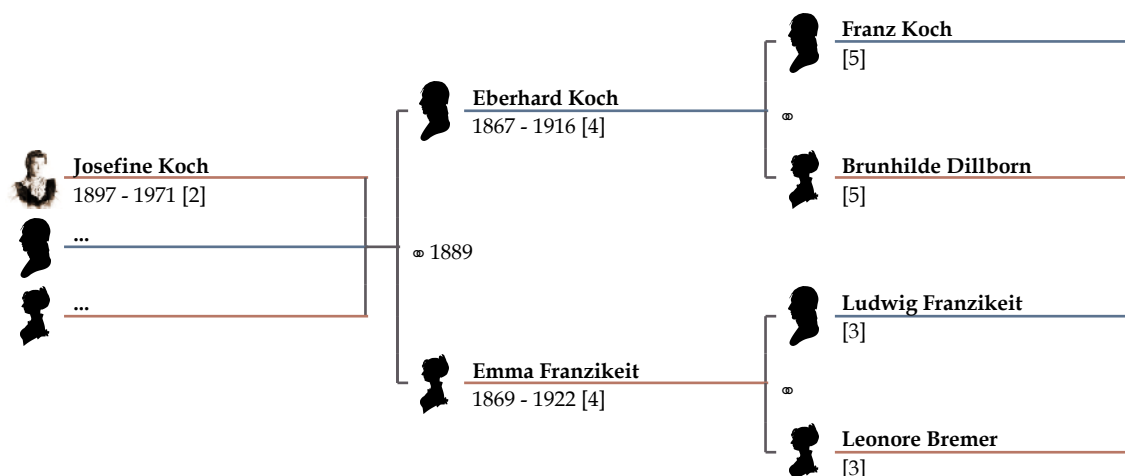 Josefine Koch
1897 - 1971 [2]
...
...
Eberhard Koch
1867 - 1916 [4]
⚭ 1889
Emma Franzikeit
1869 - 1922 [4]
Franz Koch
[5]
⚭
Brunhilde Dillborn
[5]
Ludwig Franzikeit
[3]
⚭
Leonore Bremer
[3]